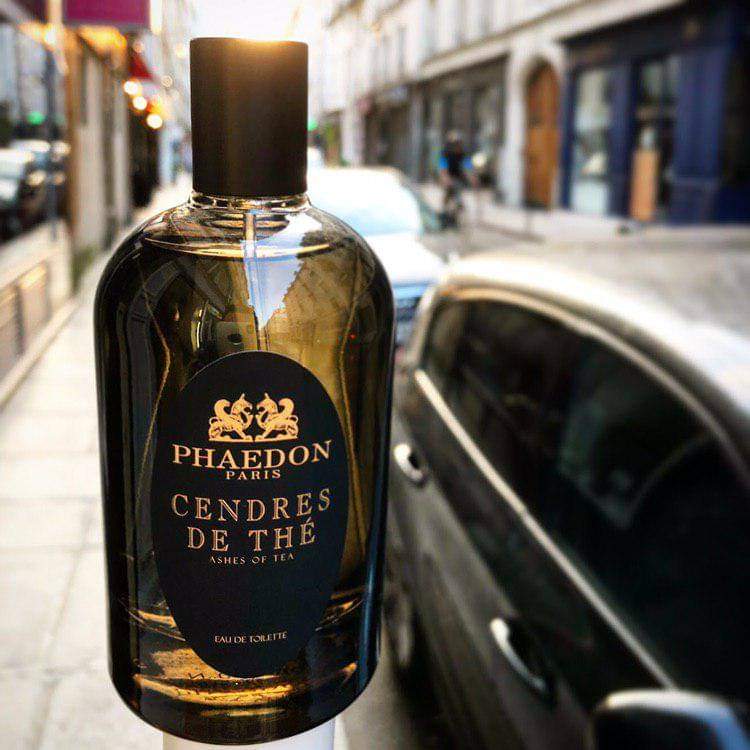 PHAEDON
PARIS
CENDRES
DE THÉ
ASHES OF TEA
EAU DE TOILETTE